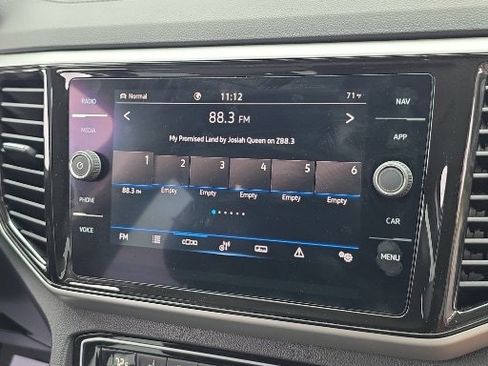 Normal 11:12 71°F
RADIO NAV
88.3 FM
MEDIA APP
My Promised Land by Josiah Queen on Z88.3
1 2 3 4 5 6
88.3 FM Empty Empty Empty Empty Empty
PHONE CAR
VOICE FM MENU